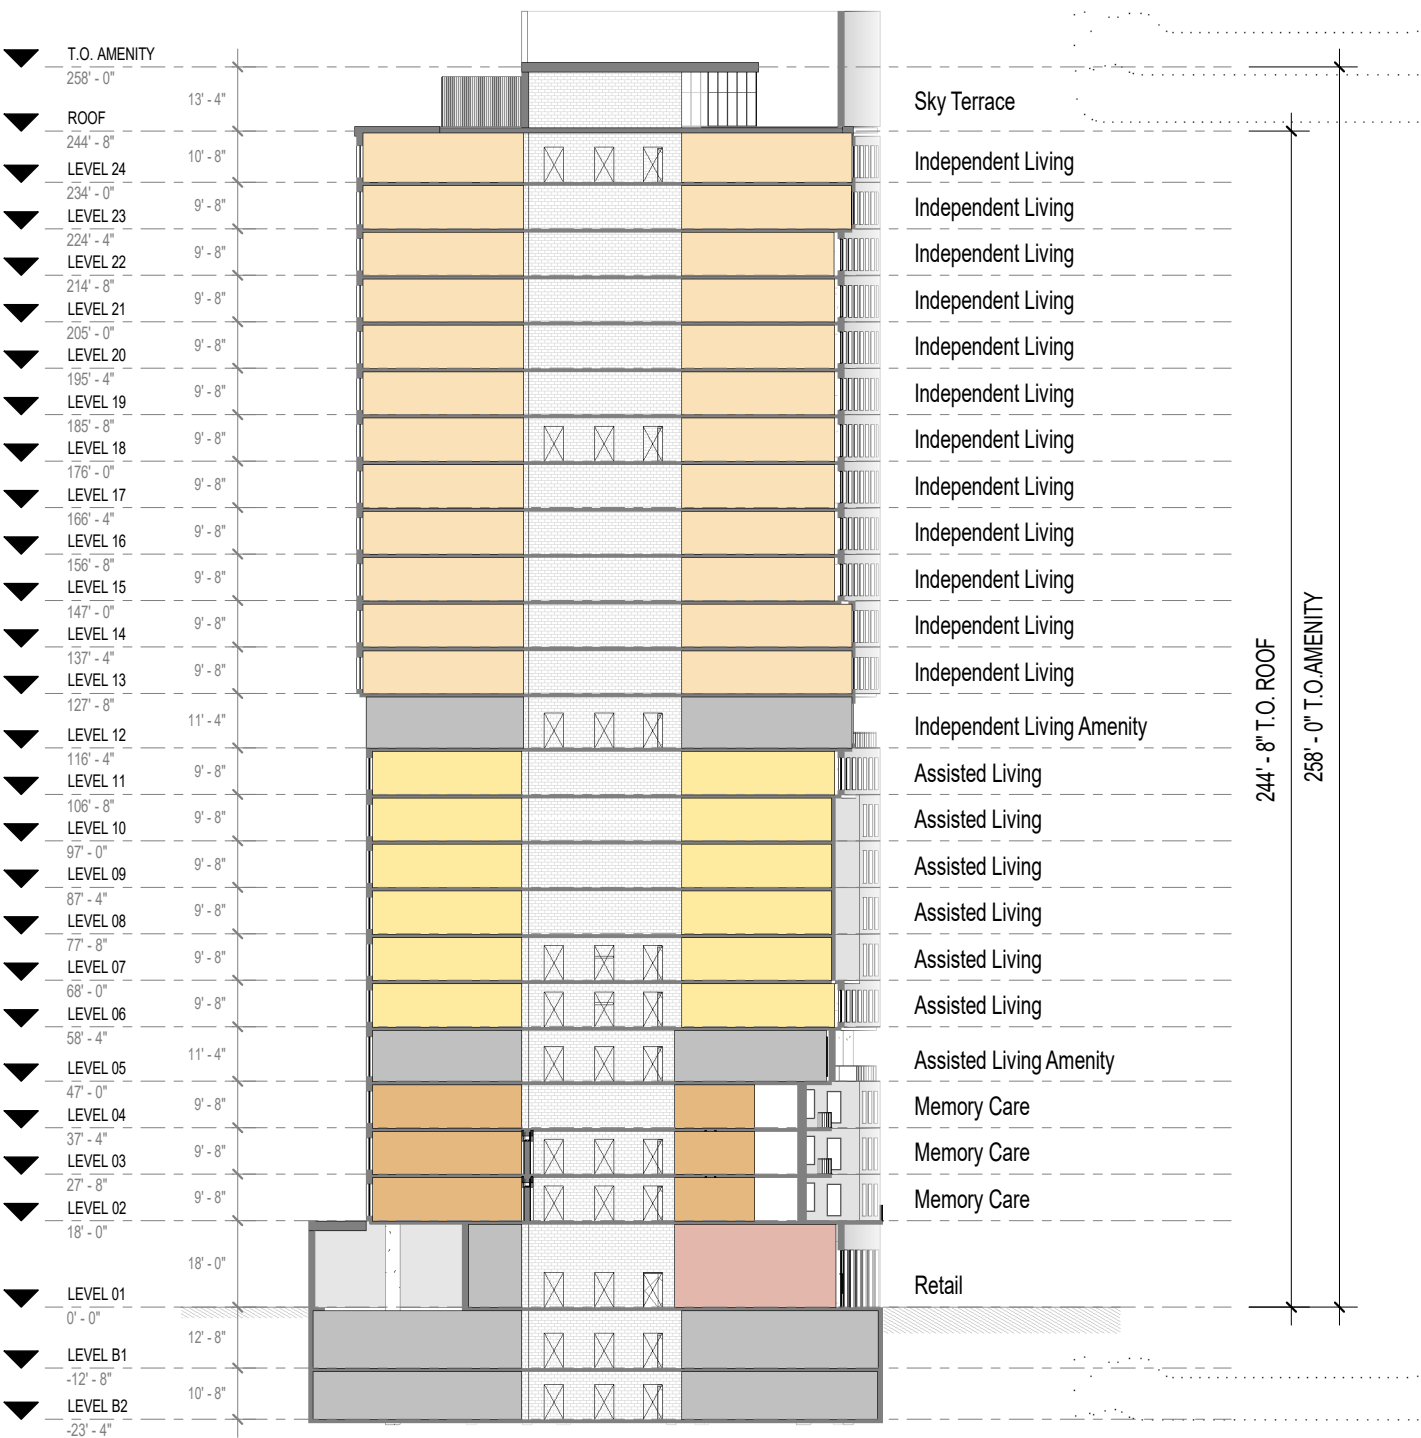 T.O. AMENITY
258' - 0"
13' - 4"
Sky Terrace
ROOF
244' - 8"
10' - 8"
Independent Living
LEVEL 24
234' - 0"
9' - 8"
Independent Living
LEVEL 23
224' - 4"
9' - 8"
Independent Living
LEVEL 22
214' - 8"
9' - 8"
Independent Living
LEVEL 21
205' - 0"
9' - 8"
Independent Living
LEVEL 20
195' - 4"
9' - 8"
Independent Living
LEVEL 19
185' - 8"
9' - 8"
Independent Living
LEVEL 18
176' - 0"
9' - 8"
Independent Living
LEVEL 17
166' - 4"
9' - 8"
Independent Living
LEVEL 16
156' - 8"
9' - 8"
Independent Living
LEVEL 15
147' - 0"
9' - 8"
Independent Living
LEVEL 14
137' - 4"
9' - 8"
Independent Living
LEVEL 13
127' - 8"
11' - 4"
Independent Living Amenity
LEVEL 12
116' - 4"
9' - 8"
Assisted Living
LEVEL 11
106' - 8"
9' - 8"
Assisted Living
LEVEL 10
97' - 0"
9' - 8"
Assisted Living
LEVEL 09
87' - 4"
9' - 8"
Assisted Living
LEVEL 08
77' - 8"
9' - 8"
Assisted Living
LEVEL 07
68' - 0"
9' - 8"
Assisted Living
LEVEL 06
58' - 4"
11' - 4"
Assisted Living Amenity
LEVEL 05
47' - 0"
9' - 8"
Memory Care
LEVEL 04
37' - 4"
9' - 8"
Memory Care
LEVEL 03
27' - 8"
9' - 8"
Memory Care
LEVEL 02
18' - 0"
18' - 0"
Retail
LEVEL 01
0' - 0"
12' - 8"
LEVEL B1
-12' - 8"
10' - 8"
LEVEL B2
-23' - 4"
244' - 8" T.O. ROOF
258' - 0" T.O.AMENITY